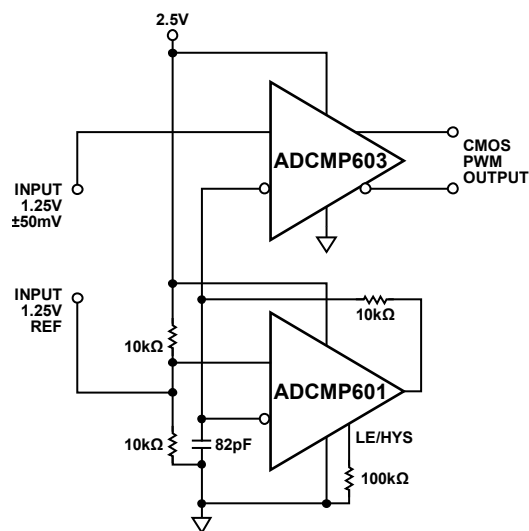 2.5V
ADCMP603
CMOS
PWM
OUTPUT
INPUT
1.25V
±50mV
INPUT
1.25V
REF
10kΩ
10kΩ
ADCMP601
10kΩ
82pF
LE/HYS
100kΩ